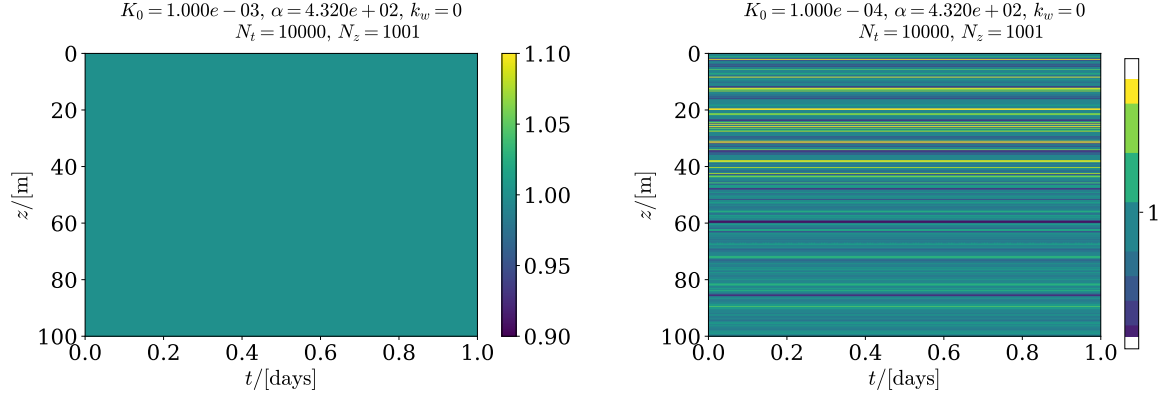 K₀ = 1.000e − 03, α = 4.320e + 02, k_w = 0
N_t = 10000, N_z = 1001
0
20
40
60
80
100
z/[m]
0.0 0.2 0.4 0.6 0.8 1.0
t/[days]
1.10
1.05
1.00
0.95
0.90
K₀ = 1.000e − 04, α = 4.320e + 02, k_w = 0
N_t = 10000, N_z = 1001
0
20
40
60
80
100
z/[m]
0.0 0.2 0.4 0.6 0.8 1.0
t/[days]
1